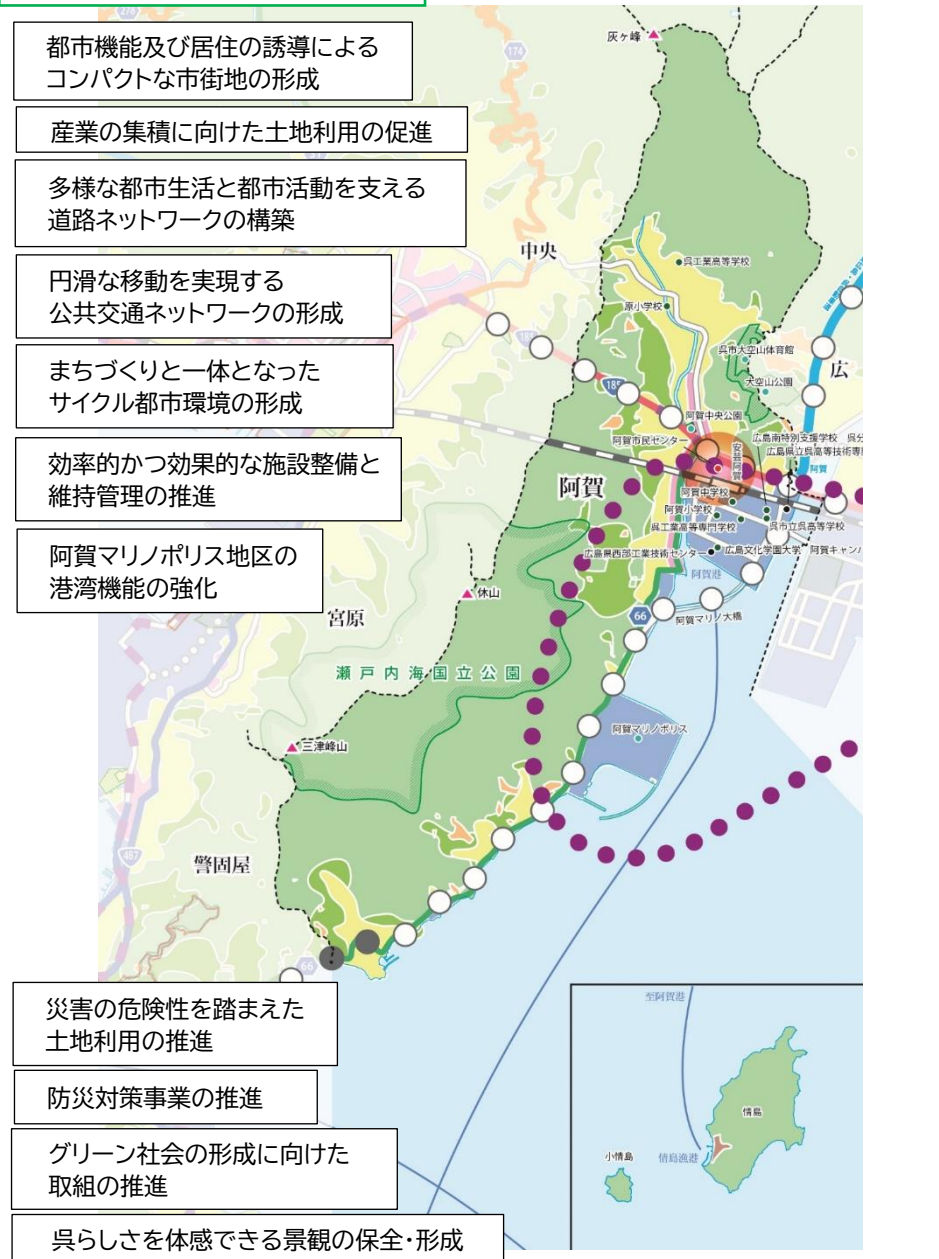 都市機能及び居住の誘導による
コンパクトな市街地の形成
産業の集積に向けた土地利用の促進
多様な都市生活と都市活動を支える
道路ネットワークの構築
円滑な移動を実現する
公共交通ネットワークの形成
まちづくりと一体となった
サイクル都市環境の形成
効率的かつ効果的な施設整備と
維持管理の推進
阿賀マリノポリス地区の
港湾機能の強化
灰ヶ峰
174
中央
呉工業高等学校
原小学校
呉市大空山体育館
広
大空山公園
185
阿賀中央公園
阿賀市民センター
安芸阿賀
広島南特別支援学校 呉分
広島県立呉高等技術専
阿賀
阿賀
阿賀中学校
阿賀小学校
呉工業高等専門学校
呉市立呉高等学校
広島県西部工業技術センター
広島文化学園大学 阿賀キャンパ
阿賀港
休山
66
阿賀マリノ大橋
宮原
瀬戸内海国立公園
阿賀マリノポリス
三津峰山
487
警固屋
66
災害の危険性を踏まえた
土地利用の推進
防災対策事業の推進
グリーン社会の形成に向けた
取組の推進
呉らしさを体感できる景観の保全・形成
至阿賀港
情島
小情島
情島漁港